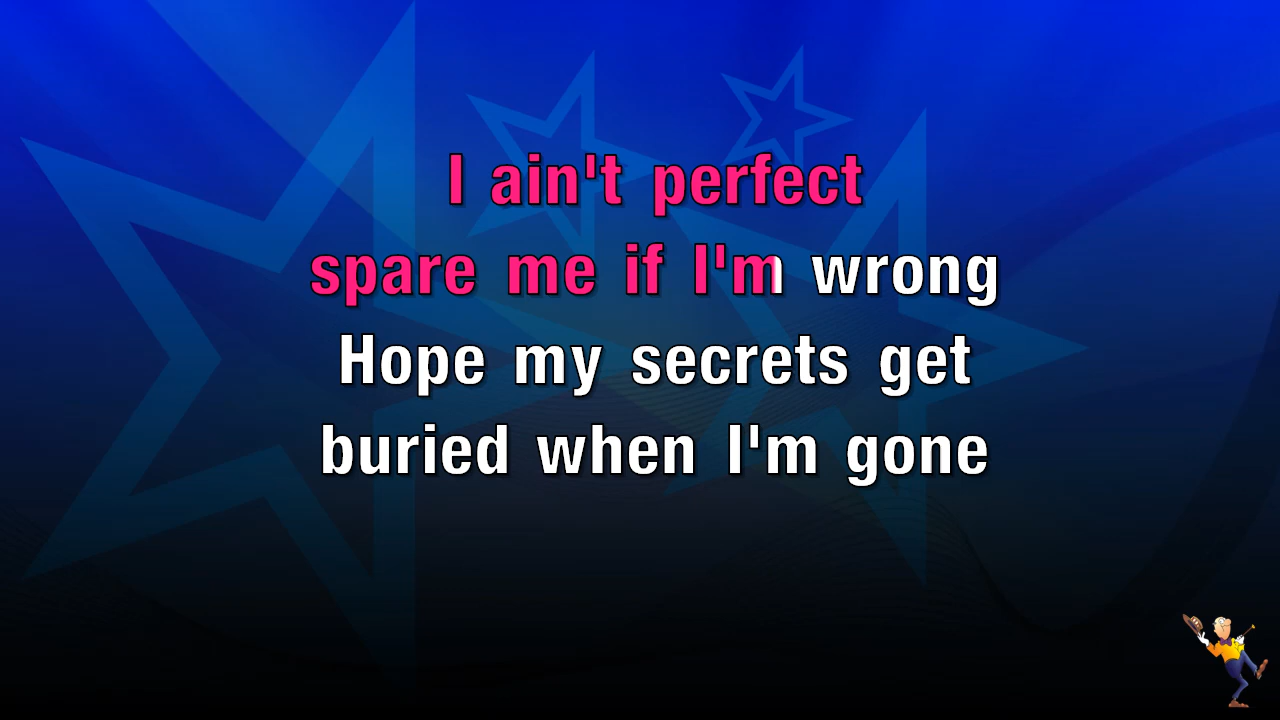 I ain't perfect
spare me if I'm wrong
Hope my secrets get
buried when I'm gone